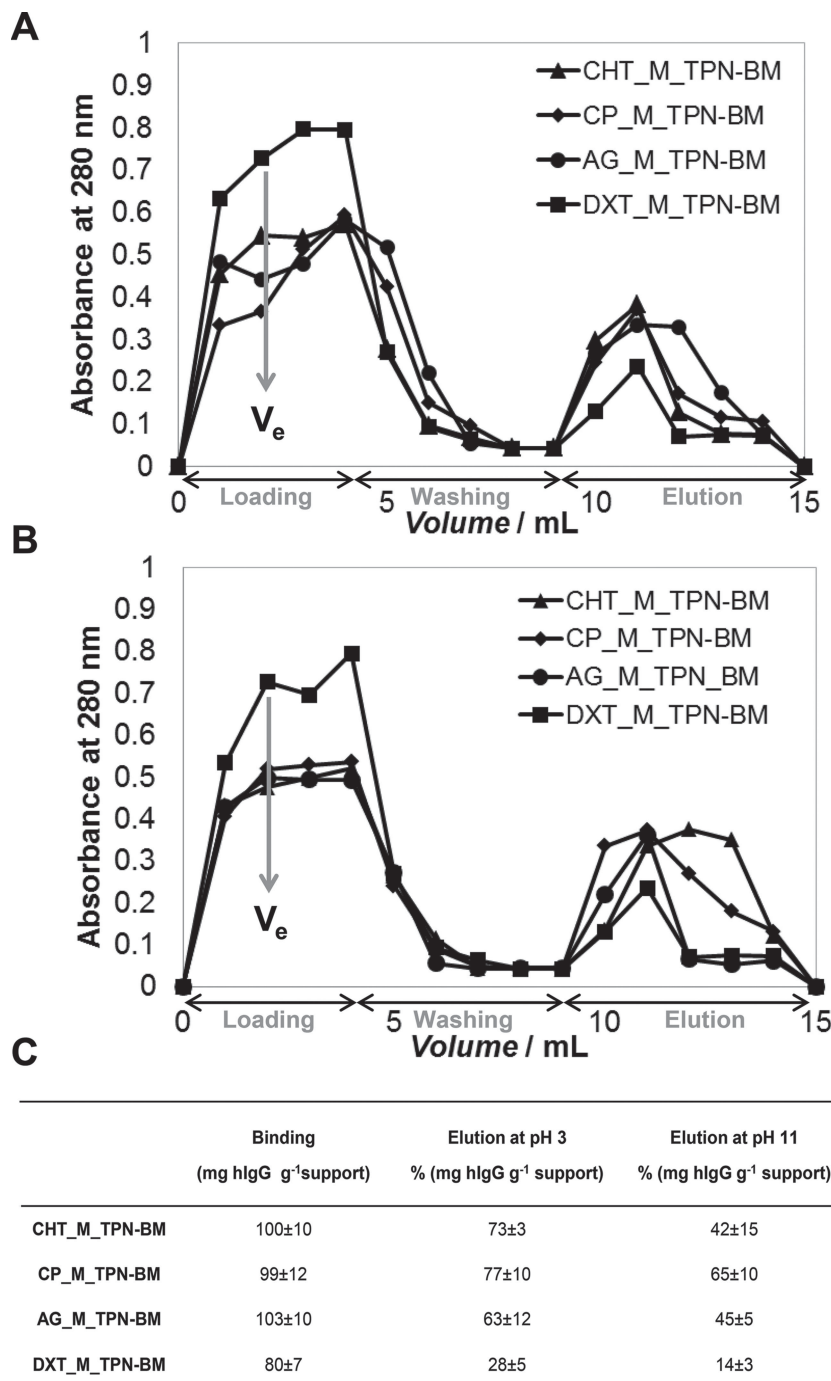 A
1
0.9
0.8
0.7
0.6
0.5
0.4
0.3
0.2
0.1
0
Absorbance at 280 nm
CHT_M_TPN-BM
CP_M_TPN-BM
AG_M_TPN-BM
DXT_M_TPN-BM
Ve
Loading Washing Elution
0 5 10 15
Volume / mL
B
1
0.9
0.8
0.7
0.6
0.5
0.4
0.3
0.2
0.1
0
Absorbance at 280 nm
CHT_M_TPN-BM
CP_M_TPN-BM
AG_M_TPN_BM
DXT_M_TPN-BM
Ve
Loading Washing Elution
0 5 10 15
Volume / mL
C
Binding Elution at pH 3 Elution at pH 11
(mg hIgG g-1support) % (mg hIgG g-1 support) % (mg hIgG g-1 support)
CHT_M_TPN-BM 100±10 73±3 42±15
CP_M_TPN-BM 99±12 77±10 65±10
AG_M_TPN-BM 103±10 63±12 45±5
DXT_M_TPN-BM 80±7 28±5 14±3